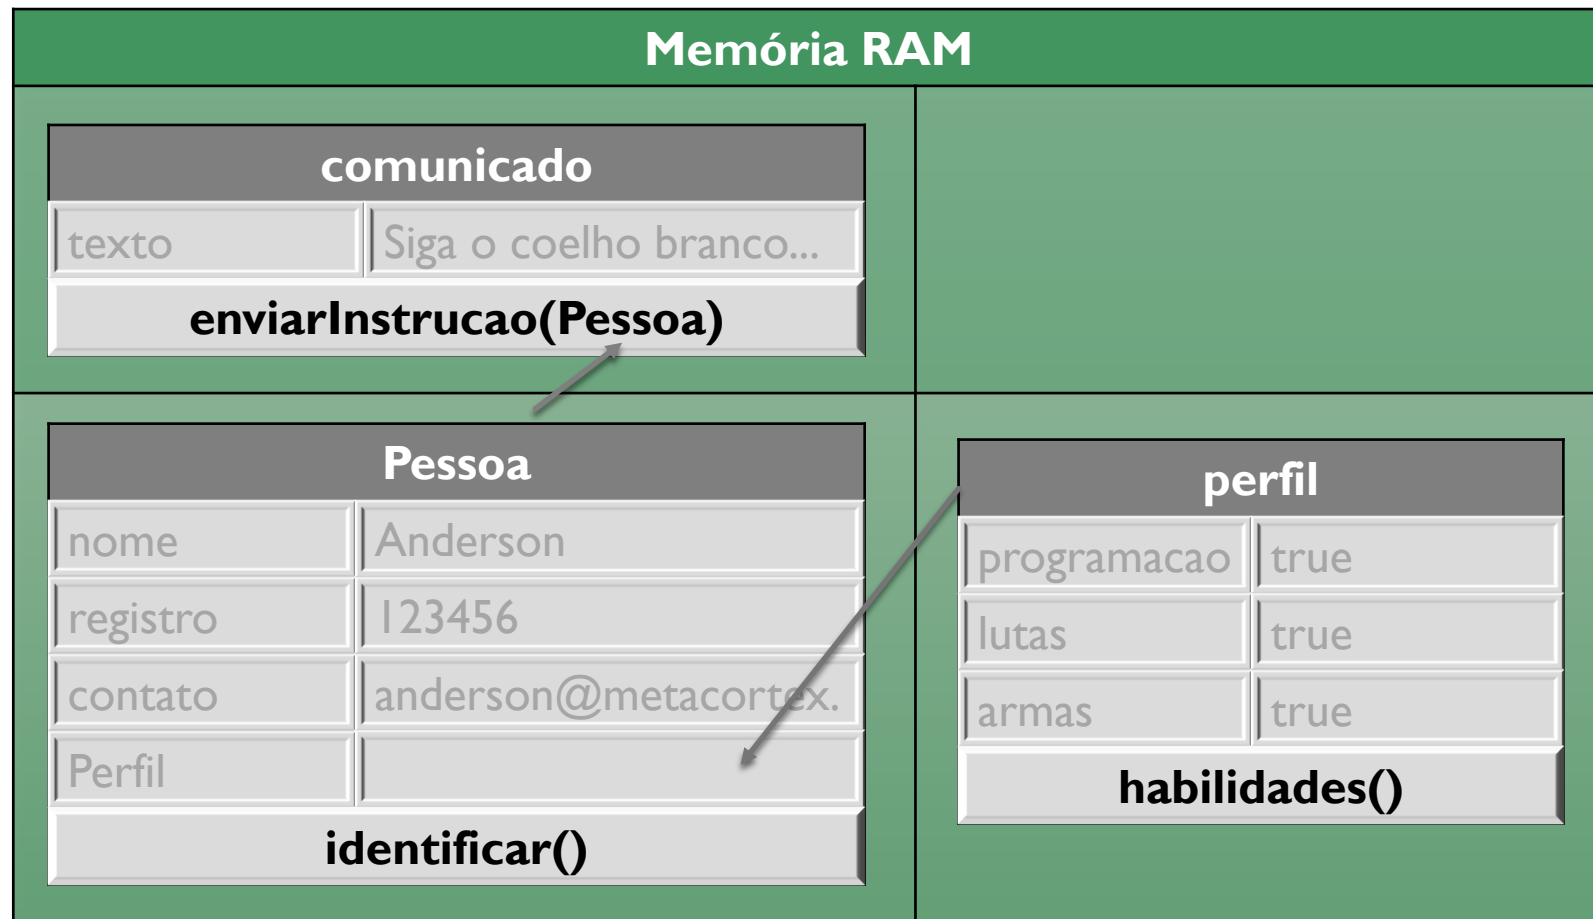 Memória RAM
comunicado
texto Siga o coelho branco...
enviarInstrucao(Pessoa)
Pessoa
nome Anderson
registro 123456
contato anderson@metacortex.
Perfil
identificar()
perfil
programacao true
lutas true
armas true
habilidades()